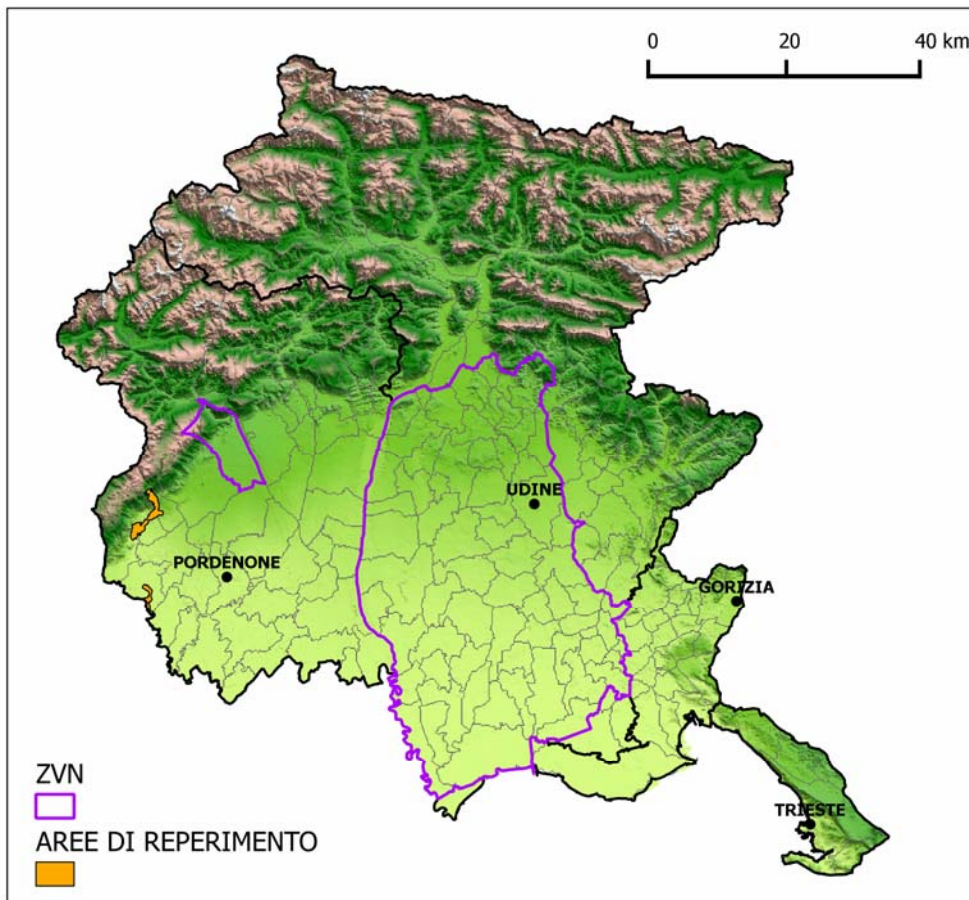 0 20 40 km
UDINE
PORDENONE
GORIZIA
TRIESTE
ZVN
AREE DI REPERIMENTO